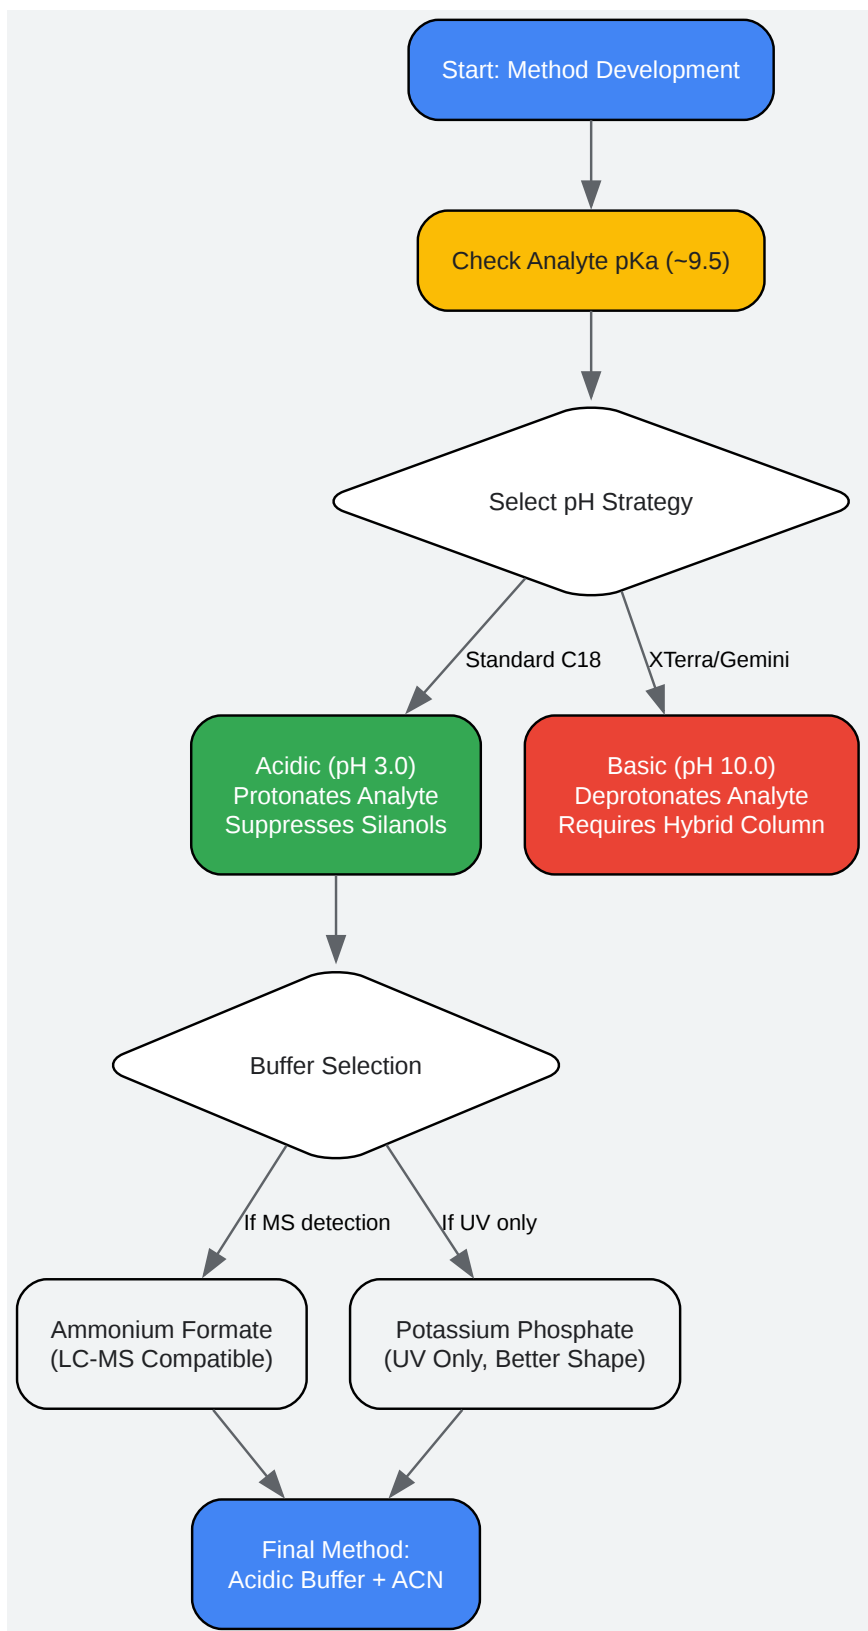 Start: Method Development
Check Analyte pKa (~9.5)
Select pH Strategy
Standard C18
XTerra/Gemini
Acidic (pH 3.0)
Protonates Analyte
Suppresses Silanols
Basic (pH 10.0)
Deprotonates Analyte
Requires Hybrid Column
Buffer Selection
If MS detection
If UV only
Ammonium Formate
(LC-MS Compatible)
Potassium Phosphate
(UV Only, Better Shape)
Final Method:
Acidic Buffer + ACN